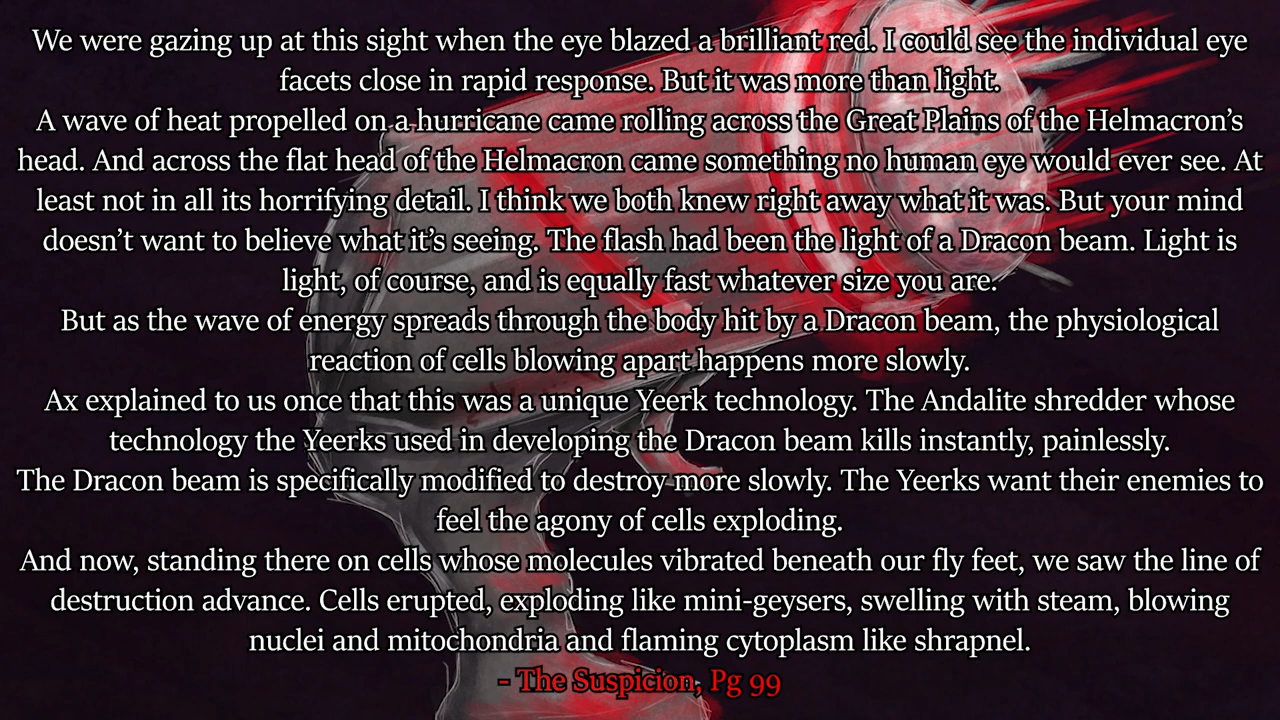 We were gazing up at this sight when the eye blazed a brilliant red. I could see the individual eye
facets close in rapid response. But it was more than light.
A wave of heat propelled on a hurricane came rolling across the Great Plains of the Helmacron’s
head. And across the flat head of the Helmacron came something no human eye would ever see. At
least not in all its horrifying detail. I think we both knew right away what it was. But your mind
doesn’t want to believe what it’s seeing. The flash had been the light of a Dracon beam. Light is
light, of course, and is equally fast whatever size you are.
But as the wave of energy spreads through the body hit by a Dracon beam, the physiological
reaction of cells blowing apart happens more slowly.
Ax explained to us once that this was a unique Yeerk technology. The Andalite shredder whose
technology the Yeerks used in developing the Dracon beam kills instantly, painlessly.
The Dracon beam is specifically modified to destroy more slowly. The Yeerks want their enemies to
feel the agony of cells exploding.
And now, standing there on cells whose molecules vibrated beneath our fly feet, we saw the line of
destruction advance. Cells erupted, exploding like mini-geysers, swelling with steam, blowing
nuclei and mitochondria and flaming cytoplasm like shrapnel.
- The Suspicion, Pg 99